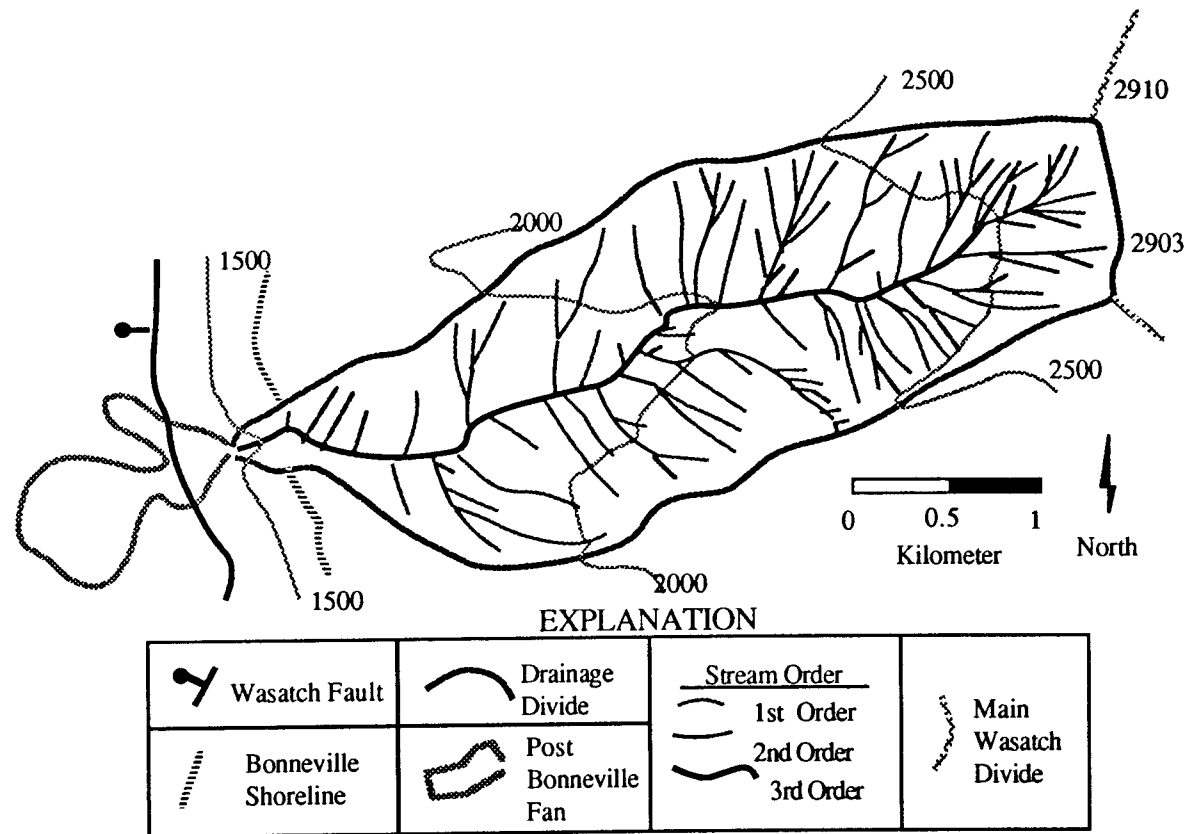 2500
2910
2000
2903
1500
2500
0 0.5 1
Kilometer
North
1500
2000
EXPLANATION
Wasatch Fault
Drainage
Divide
Stream Order
1st Order
2nd Order
3rd Order
Main
Wasatch
Divide
Bonneville
Shoreline
Post
Bonneville
Fan